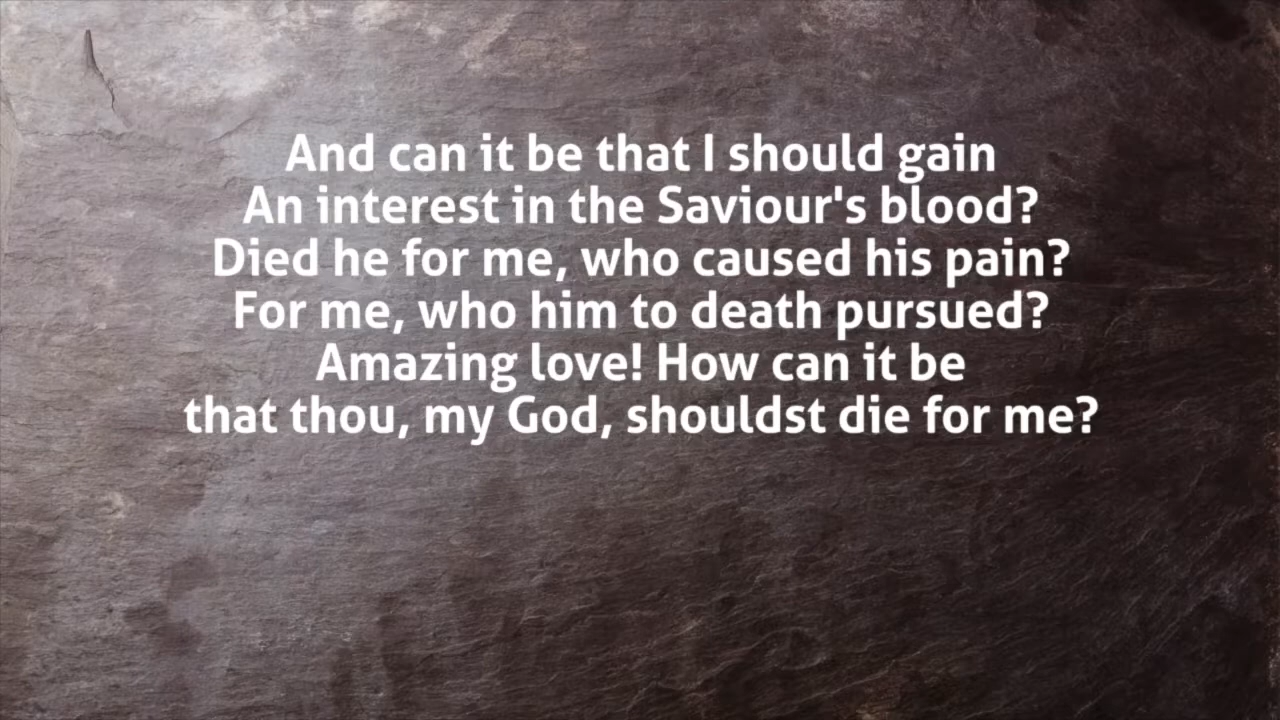 And can it be that I should gain
An interest in the Saviour's blood?
Died he for me, who caused his pain?
For me, who him to death pursued?
Amazing love! How can it be
that thou, my God, shouldst die for me?